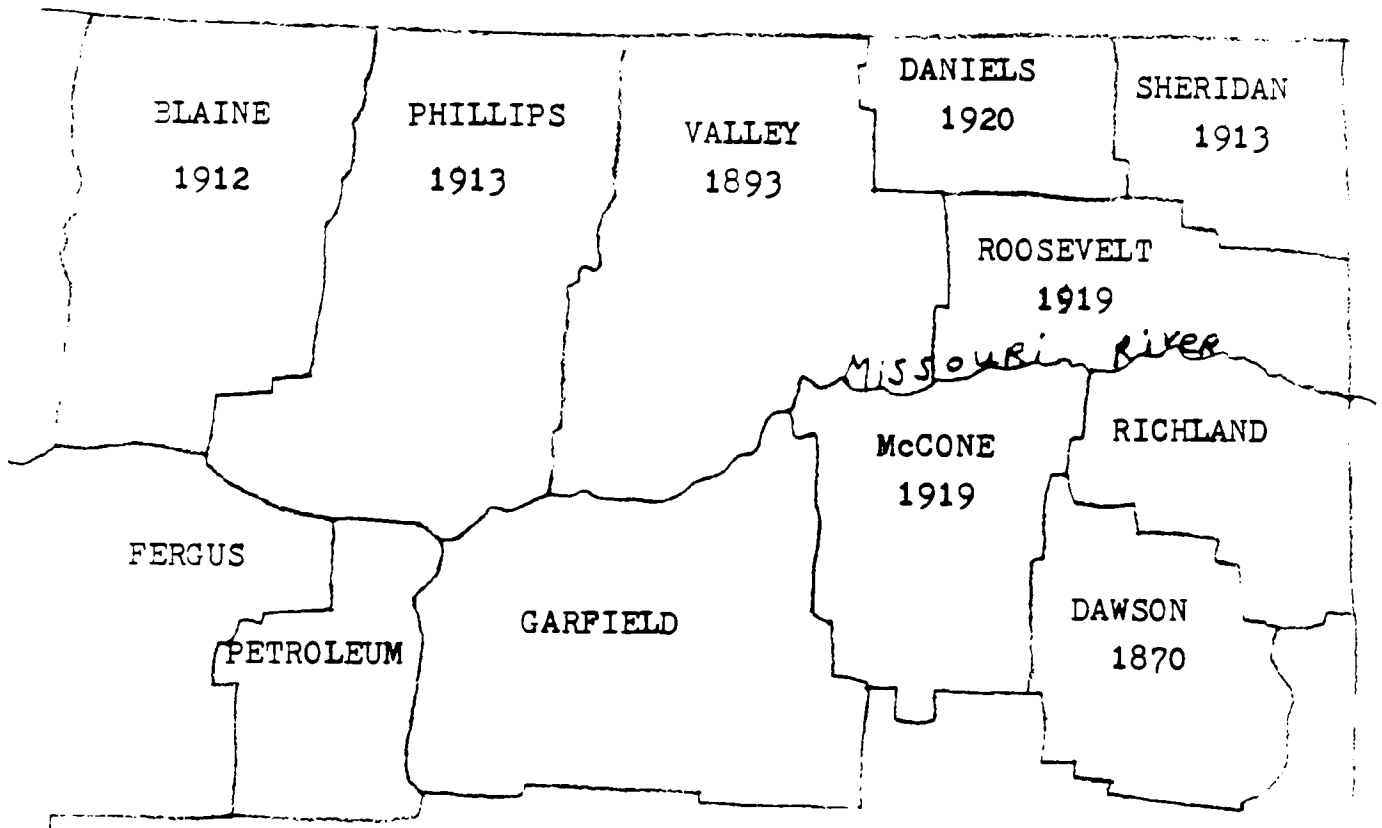 BLAINE
1912
PHILLIPS
1913
VALLEY
1893
DANIELS
1920
SHERIDAN
1913
ROOSEVELT
1919
Missouri River
McCONE
1919
RICHLAND
FERGUS
PETROLEUM
GARFIELD
DAWSON
1870